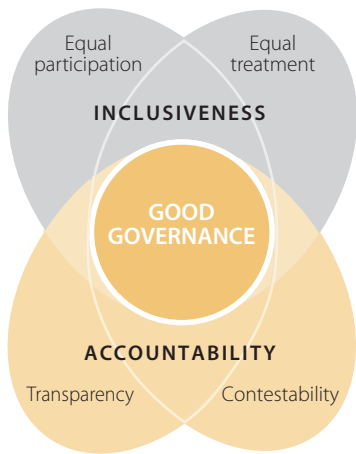 Equal
participation
Equal
treatment
INCLUSIVENESS
GOOD
GOVERNANCE
ACCOUNTABILITY
Transparency
Contestability